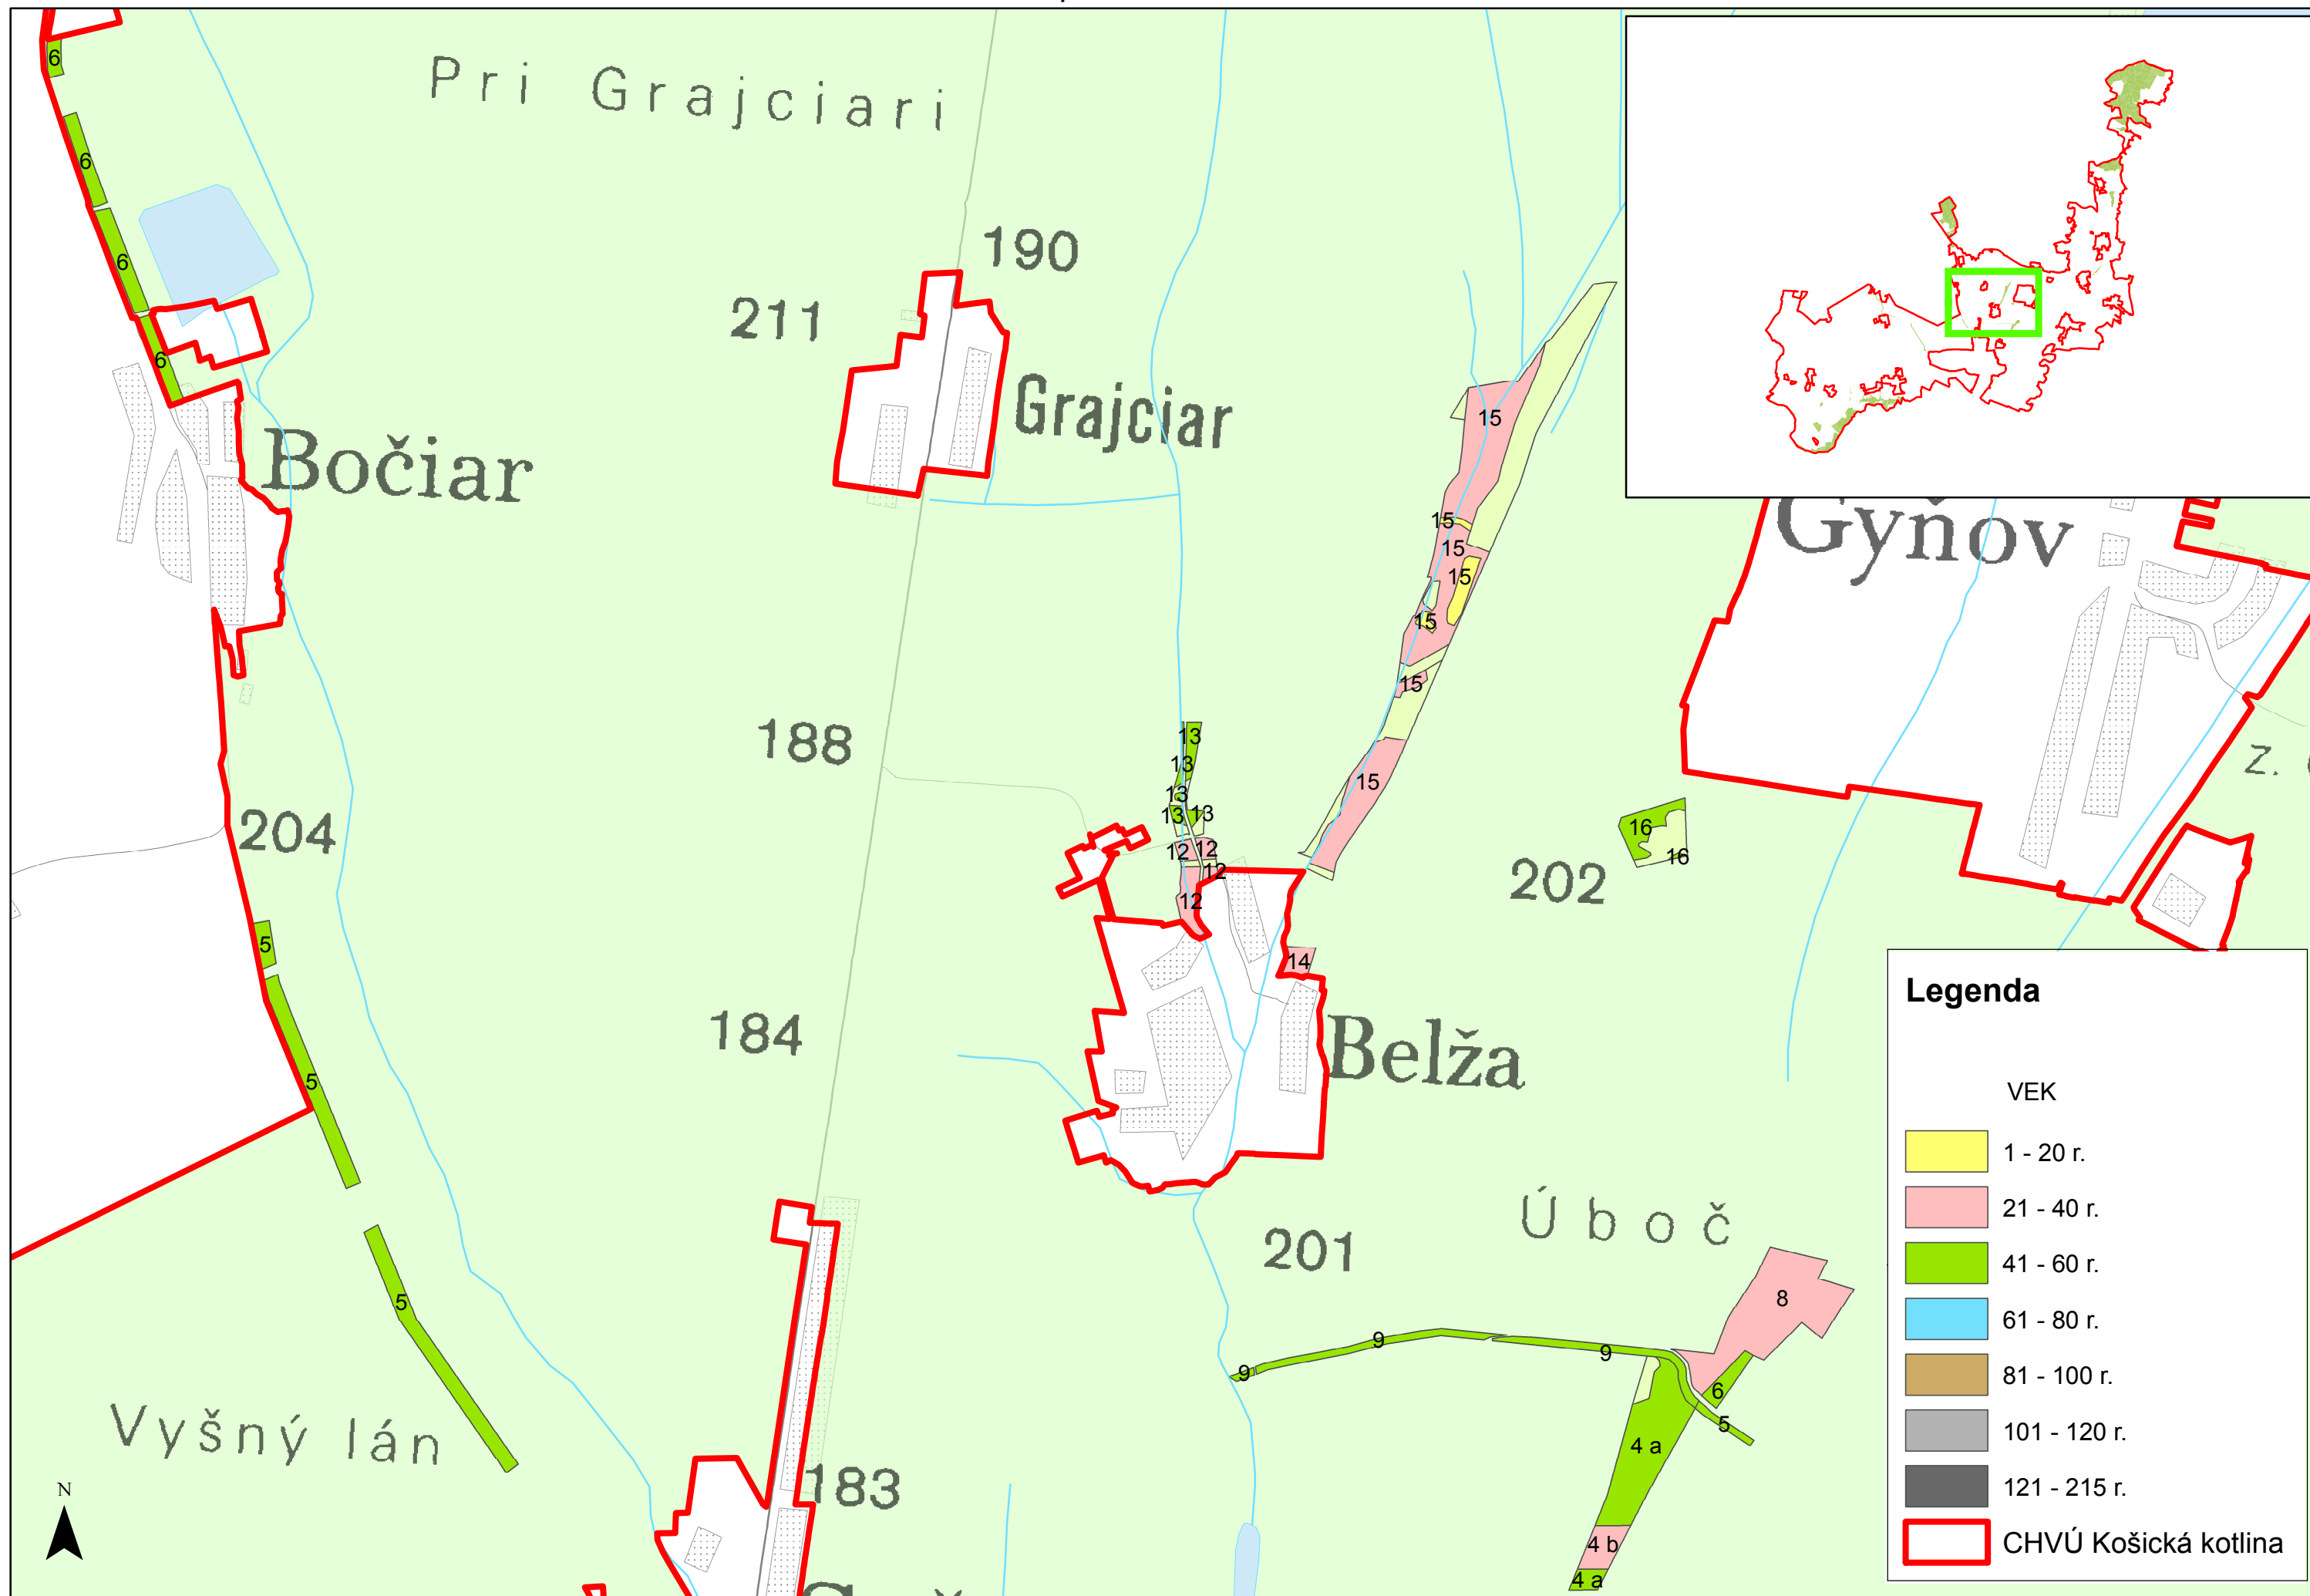 6
Pri Grajciari
6
190
6
211
6
Grajciar
15
Bočiar
15
15
15
15
15
Gyňov
13
188
13
15
13
13
13
204
12
12
12
12
16
16
202
Z.
5
14
184
5
Belža
Úboč
201
5
8
9
9
9
6
5
4 a
Vyšný lán
183
4 b
4 a
N
Legenda
VEK
1 - 20 r.
21 - 40 r.
41 - 60 r.
61 - 80 r.
81 - 100 r.
101 - 120 r.
121 - 215 r.
CHVÚ Košická kotlina